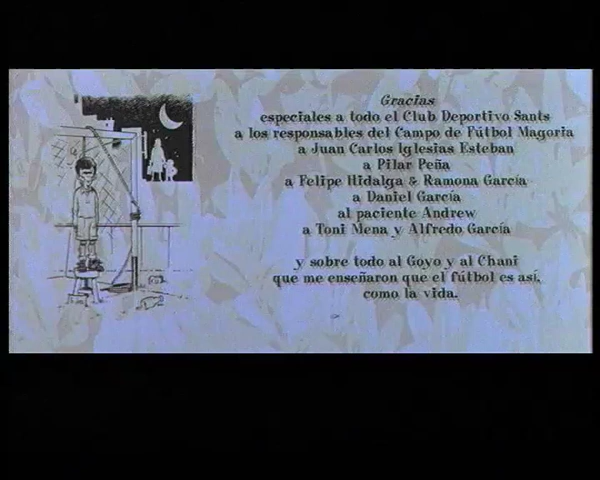 Gracias
especiales a todo el Club Deportivo Sants
a los responsables del Campo de Fútbol Magoria
a Juan Carlos Iglesias Esteban
a Pilar Peña
a Felipe Hidalga & Ramona García
a Daniel García
al paciente Andrew
a Toni Mena y Alfredo García
y sobre todo al Goyo y al Chani
que me enseñaron que el fútbol es así,
como la vida.